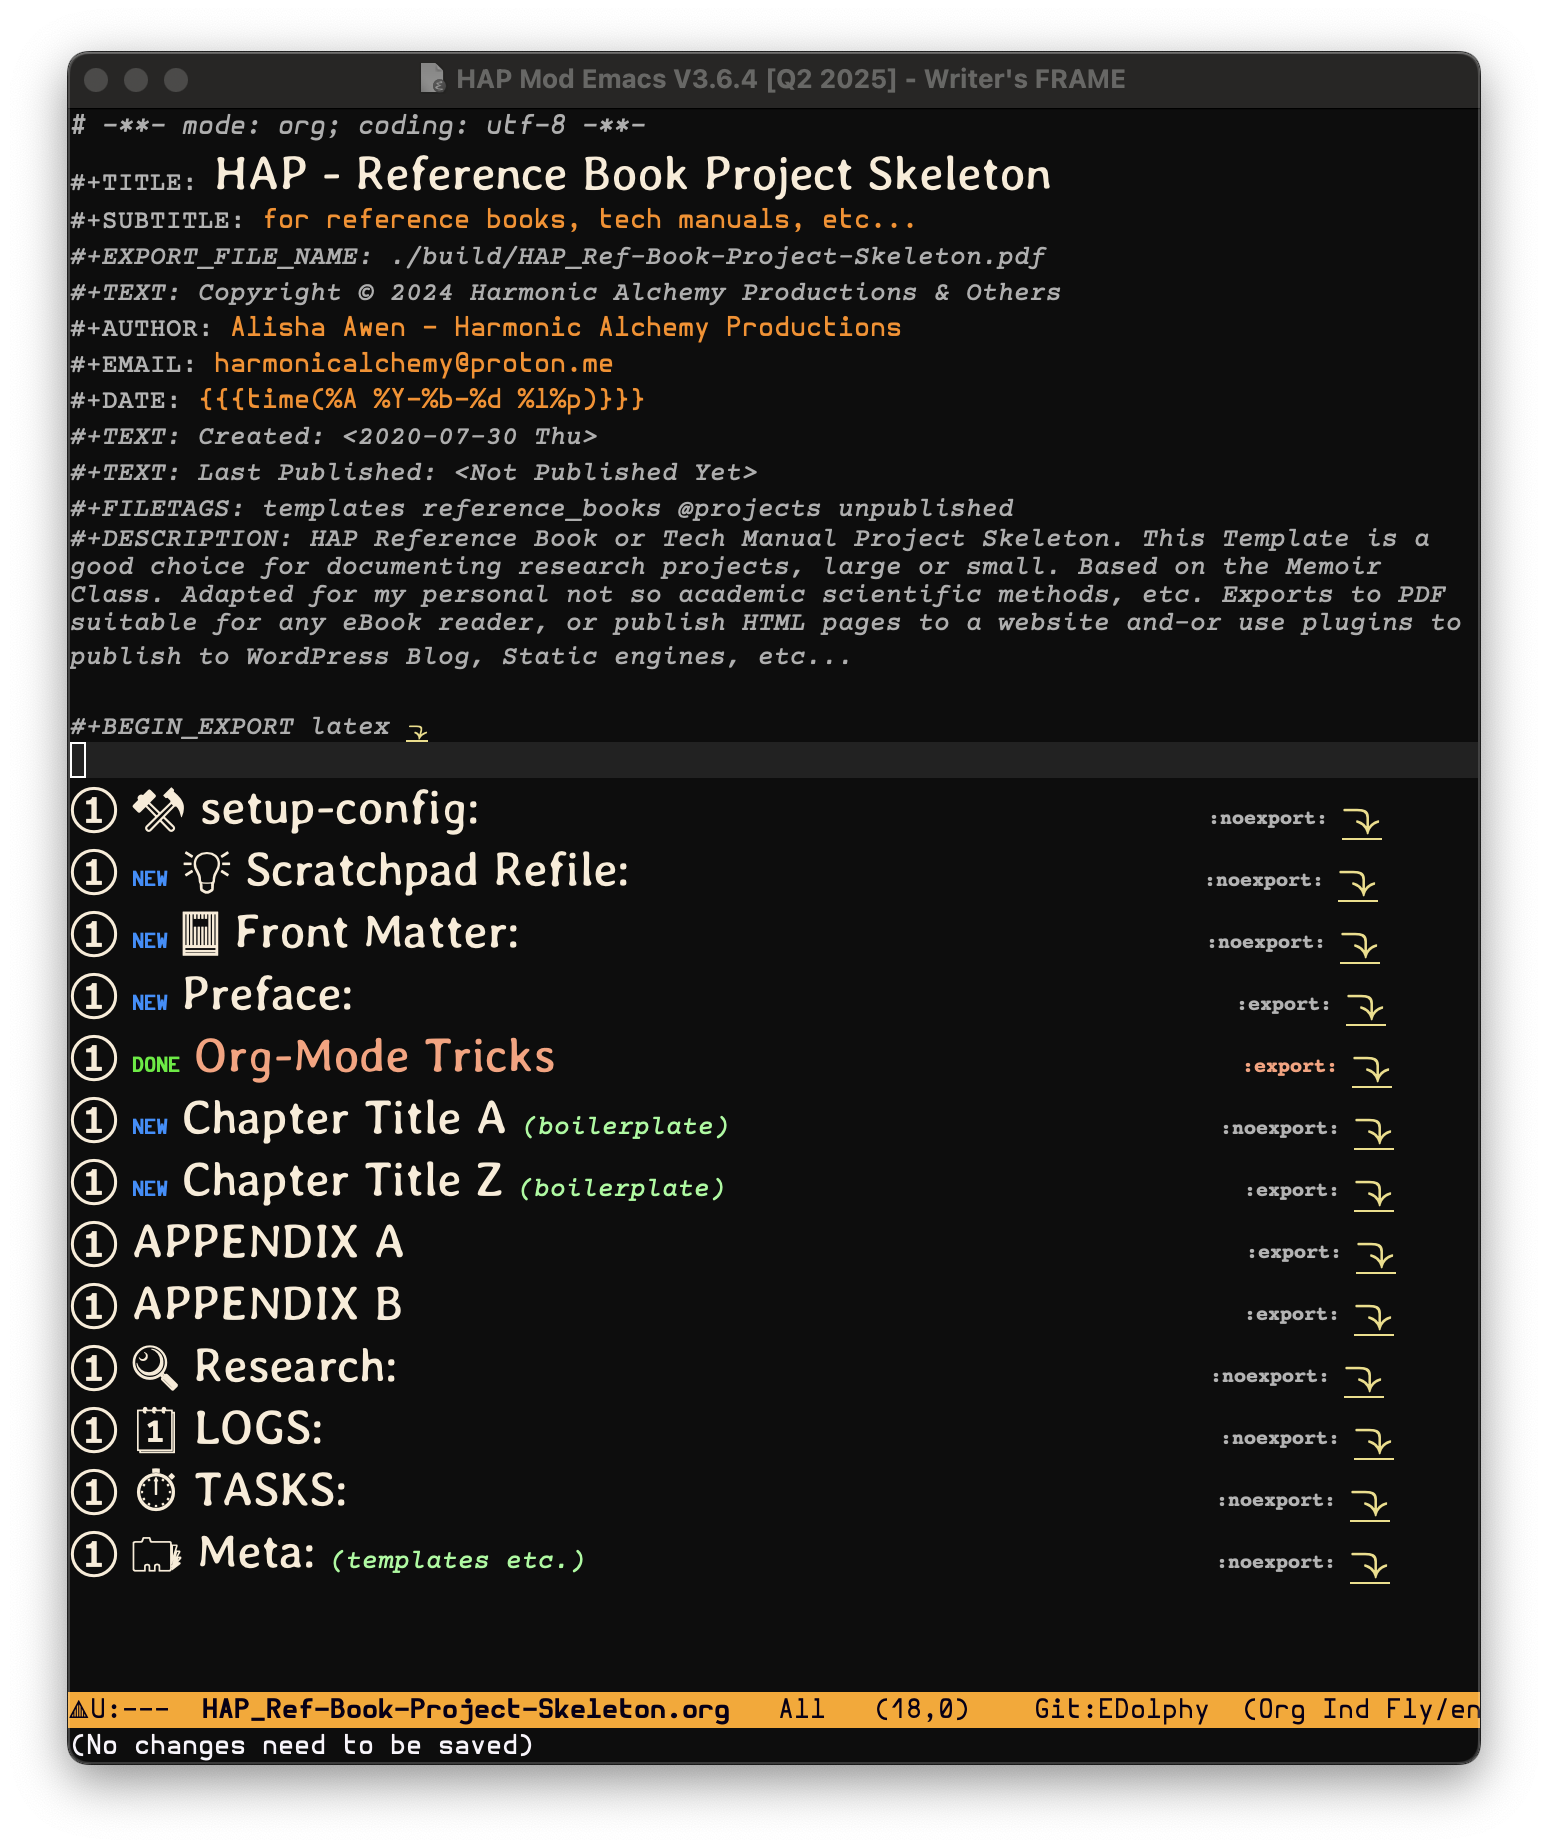 HAP Mod Emacs V3.6.4 [Q2 2025] - Writer's FRAME
# -**- mode: org; coding: utf-8 -**-
#+TITLE: HAP - Reference Book Project Skeleton
#+SUBTITLE: for reference books, tech manuals, etc...
#+EXPORT_FILE_NAME: ./build/HAP_Ref-Book-Project-Skeleton.pdf
#+TEXT: Copyright © 2024 Harmonic Alchemy Productions & Others
#+AUTHOR: Alisha Awen - Harmonic Alchemy Productions
#+EMAIL: harmonicalchemy@proton.me
#+DATE: {{{time(%A %Y-%b-%d %l%p)}}}
#+TEXT: Created: <2020-07-30 Thu>
#+TEXT: Last Published: <Not Published Yet>
#+FILETAGS: templates reference_books @projects unpublished
#+DESCRIPTION: HAP Reference Book or Tech Manual Project Skeleton. This Template is a
good choice for documenting research projects, large or small. Based on the Memoir
Class. Adapted for my personal not so academic scientific methods, etc. Exports to PDF
suitable for any eBook reader, or publish HTML pages to a website and-or use plugins to
publish to WordPress Blog, Static engines, etc...
#+BEGIN_EXPORT latex ⤵
① ⚒ setup-config: :noexport: ⤵
① NEW 💡 Scratchpad Refile: :noexport: ⤵
① NEW 📓 Front Matter: :noexport: ⤵
① NEW Preface: :export: ⤵
① DONE Org-Mode Tricks :export: ⤵
① NEW Chapter Title A (boilerplate) :noexport: ⤵
① NEW Chapter Title Z (boilerplate) :export: ⤵
① APPENDIX A :export: ⤵
① APPENDIX B :export: ⤵
① 🔍 Research: :noexport: ⤵
① 🗓 LOGS: :noexport: ⤵
① ⏱ TASKS: :noexport: ⤵
① Meta: (templates etc.) :noexport: ⤵
U:---  HAP_Ref-Book-Project-Skeleton.org   All   (18,0)    Git:EDolphy  (Org Ind Fly/en
(No changes need to be saved)